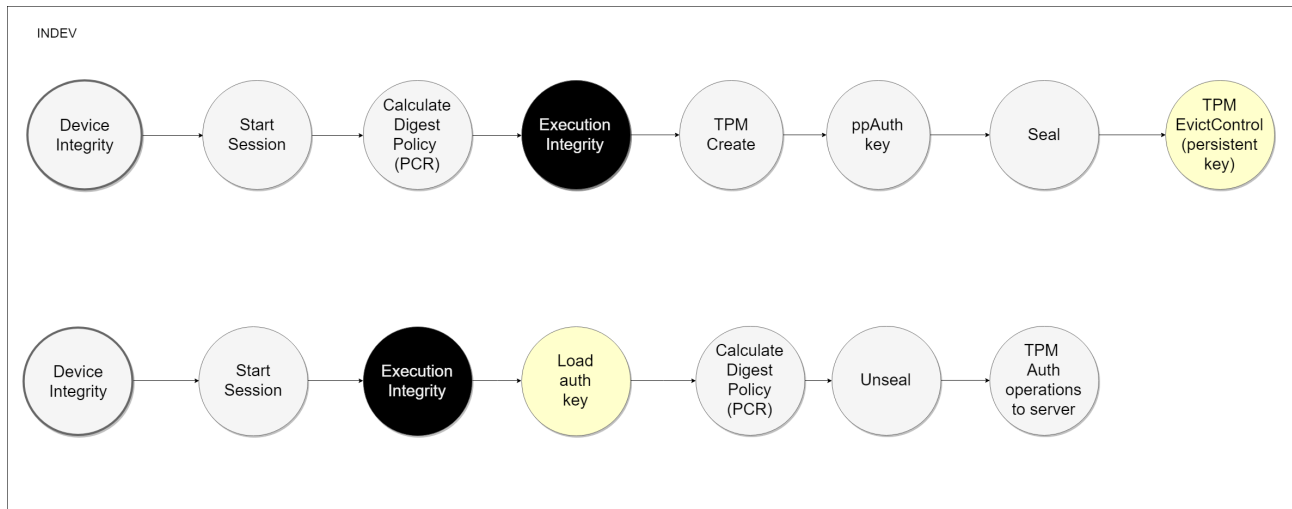 INDEV
Device
Integrity
Start
Session
Calculate
Digest
Policy
(PCR)
Execution
Integrity
TPM
Create
ppAuth
key
Seal
TPM
EvictControl
(persistent
key)
Device
Integrity
Start
Session
Execution
Integrity
Load
auth
key
Calculate
Digest
Policy
(PCR)
Unseal
TPM
Auth
operations
to server